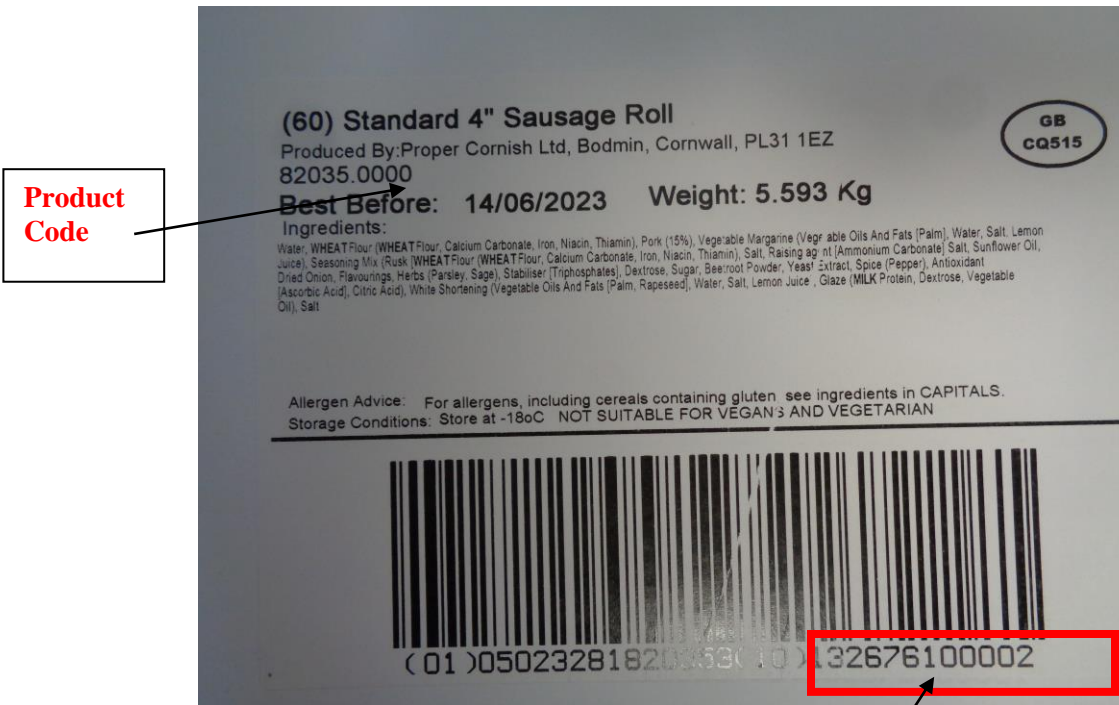 (60) Standard 4" Sausage Roll
GB
CQ515
Produced By:Proper Cornish Ltd, Bodmin, Cornwall, PL31 1EZ
82035.0000
Product
Code
Best Before: 14/06/2023 Weight: 5.593 Kg
Ingredients:
Water, WHEAT Flour (WHEAT Flour, Calcium Carbonate, Iron, Niacin, Thiamin), Pork (15%), Vegetable Margarine (Vegetable Oils And Fats [Palm], Water, Salt, Lemon
Juice), Seasoning Mix (Rusk [WHEAT Flour (WHEAT Flour, Calcium Carbonate, Iron, Niacin, Thiamin), Salt, Raising agent [Ammonium Carbonate] Salt, Sunflower Oil,
Dried Onion, Flavourings, Herbs (Parsley, Sage), Stabiliser [Triphosphates], Dextrose, Sugar, Beetroot Powder, Yeast Extract, Spice (Pepper), Antioxidant
[Ascorbic Acid], Citric Acid), White Shortening (Vegetable Oils And Fats [Palm, Rapeseed], Water, Salt, Lemon Juice , Glaze (MILK Protein, Dextrose, Vegetable
Oil), Salt
Allergen Advice: For allergens, including cereals containing gluten see ingredients in CAPITALS.
Storage Conditions: Store at -18oC NOT SUITABLE FOR VEGANS AND VEGETARIAN
(01)05023281820353(10)132676100002